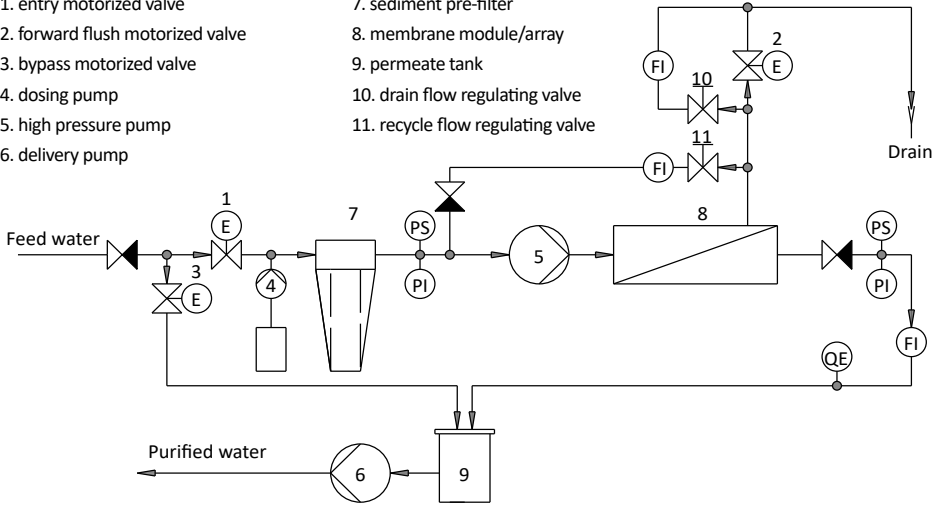 1. entry motorized valve
2. forward flush motorized valve
3. bypass motorized valve
4. dosing pump
5. high pressure pump
6. delivery pump
7. sediment pre-filter
8. membrane module/array
9. permeate tank
10. drain flow regulating valve
11. recycle flow regulating valve
2
FI
E
10
Drain
11
FI
1
E
7
PS
8
PS
Feed water
3
E
4
PI
5
PI
FI
QE
Purified water
6
9